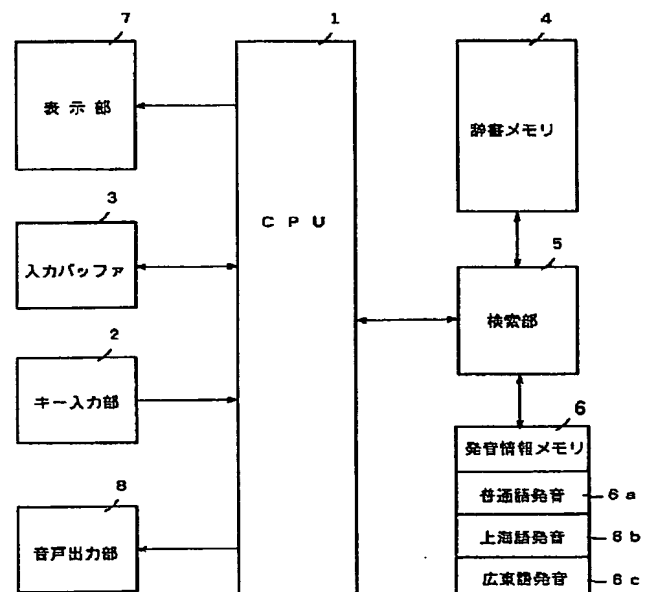 7
表示部
3
入力バッファ
2
キー入力部
8
音声出力部
1
CPU
4
辞書メモリ
5
検索部
6
発音情報メモリ
普通語発音 6a
上海語発音 6b
広東語発音 6c